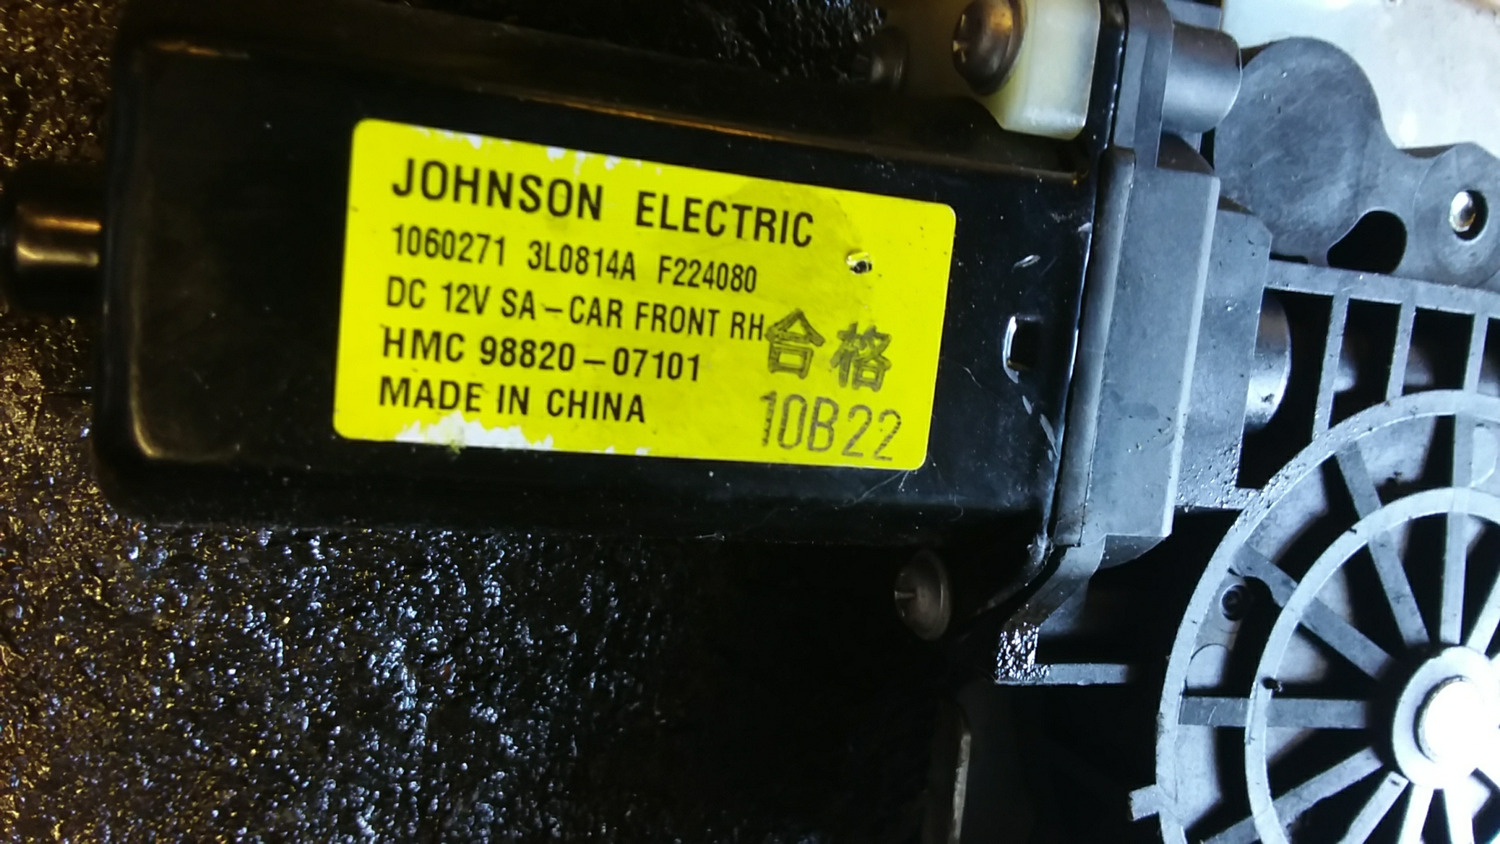 JOHNSON ELECTRIC
1060271 3L0814A F224080
DC 12V SA-CAR FRONT RH
HMC 98820-07101
MADE IN CHINA
合格
10B22